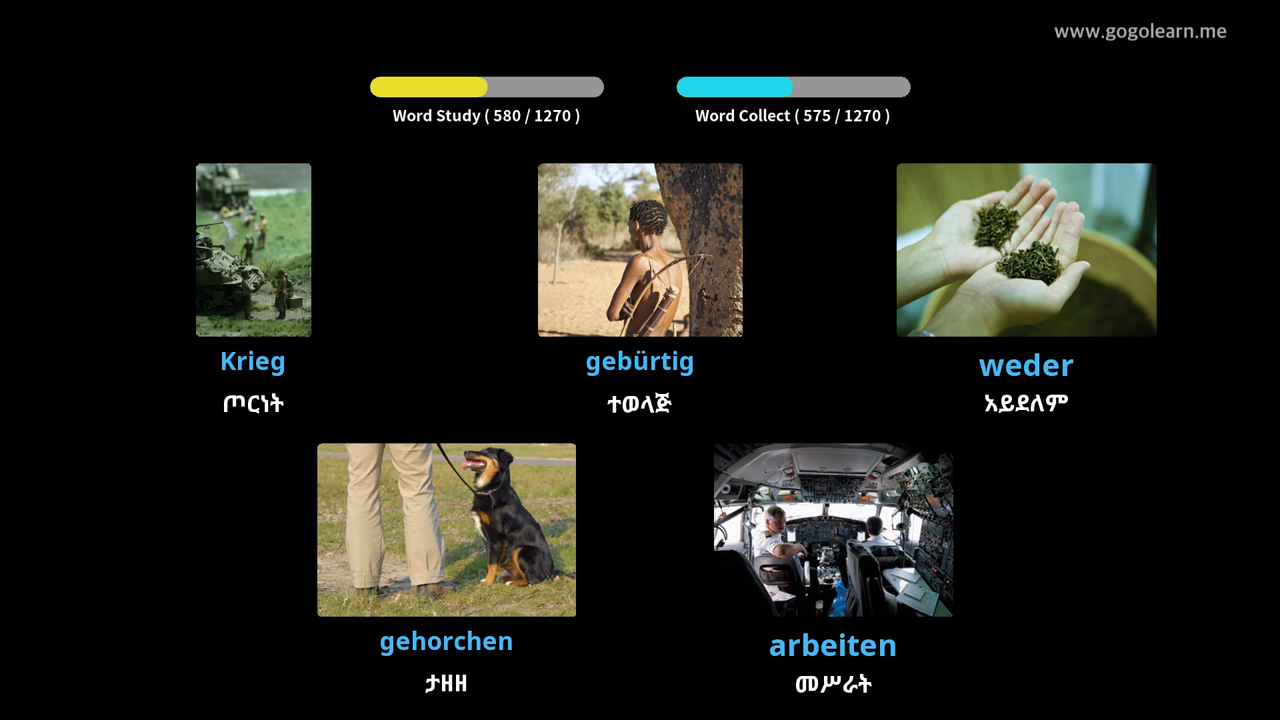 www.gogolearn.me
Word Study ( 580 / 1270 )
Word Collect ( 575 / 1270 )
Krieg
ጦርነት
gebürtig
ተወላጅ
weder
አይደለም
gehorchen
ታዘዘ
arbeiten
መሥራት